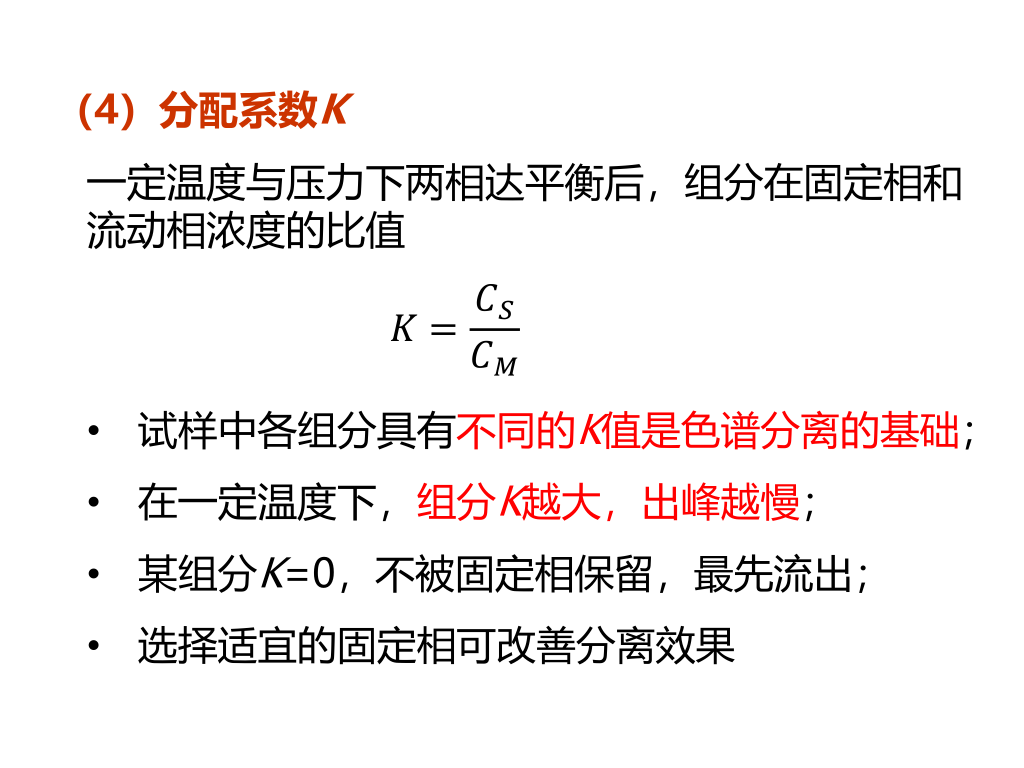 （4）分配系数K
一定温度与压力下两相达平衡后，组分在固定相和
流动相浓度的比值
K = C_S / C_M
• 试样中各组分具有不同的K值是色谱分离的基础；
• 在一定温度下，组分K越大，出峰越慢；
• 某组分K=0，不被固定相保留，最先流出；
• 选择适宜的固定相可改善分离效果